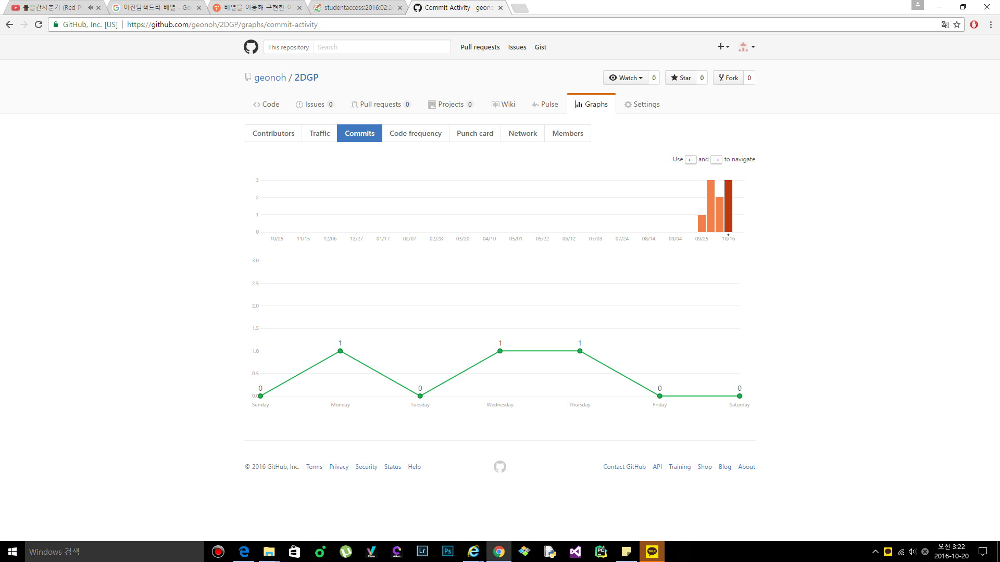 볼빨간사춘기 (Red Pl
이진탐색트리 배열 - Goo
배열을 이용해 구현한 이
studentaccess:2016:02:2
Commit Activity · geono
GitHub, Inc. [US]
https://github.com/geonoh/2DGP/graphs/commit-activity
This repository
Search
Pull requests
Issues
Gist
geonoh / 2DGP
Watch
0
Star
0
Fork
0
Code
Issues 0
Pull requests 0
Projects 0
Wiki
Pulse
Graphs
Settings
Contributors
Traffic
Commits
Code frequency
Punch card
Network
Members
Use ← and → to navigate
3
2
1
0
10/25
11/15
12/06
12/27
01/17
02/07
02/28
03/20
04/10
05/01
05/22
06/12
07/03
07/24
08/14
09/04
09/25
10/16
3.0
2.5
2.0
1.5
1.0
0.5
0.0
0
1
0
1
1
0
0
Sunday
Monday
Tuesday
Wednesday
Thursday
Friday
Saturday
© 2016 GitHub, Inc.
Terms
Privacy
Security
Status
Help
Contact GitHub
API
Training
Shop
Blog
About
Windows 검색
Nikon
Nikon
Lr
Ps
PC
TALK
오전 3:22
2016-10-20